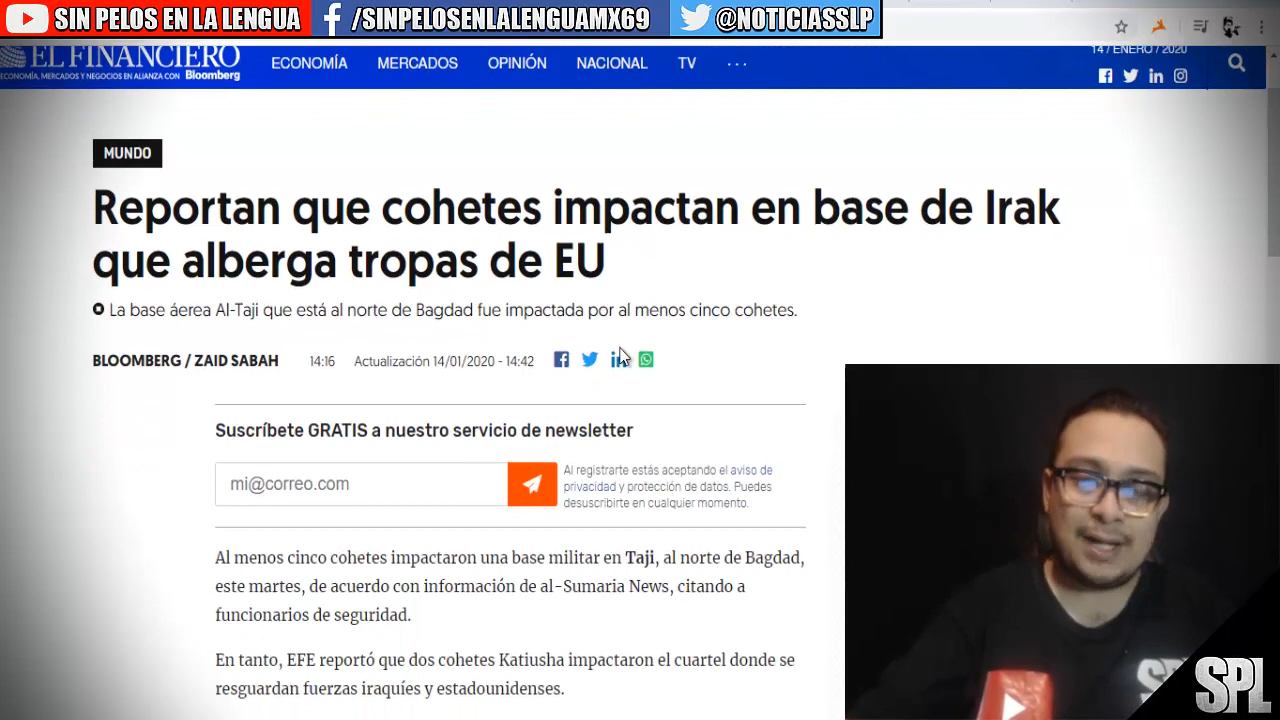 SIN PELOS EN LA LENGUA
/SINPELOSENLALENGUAMX69
@NOTICIASSLP
EL FINANCIERO
ECONOMÍA, MERCADOS Y NEGOCIOS EN ALIANZA CON Bloomberg
ECONOMÍA MERCADOS OPINIÓN NACIONAL TV ...
14 / ENERO / 2020
MUNDO
Reportan que cohetes impactan en base de Irak
que alberga tropas de EU
La base áerea Al-Taji que está al norte de Bagdad fue impactada por al menos cinco cohetes.
BLOOMBERG / ZAID SABAH 14:16 Actualización 14/01/2020 - 14:42
Suscríbete GRATIS a nuestro servicio de newsletter
mi@correo.com
Al registrarte estás aceptando el aviso de
privacidad y protección de datos. Puedes
desuscribirte en cualquier momento.
Al menos cinco cohetes impactaron una base militar en Taji, al norte de Bagdad,
este martes, de acuerdo con información de al-Sumaria News, citando a
funcionarios de seguridad.
En tanto, EFE reportó que dos cohetes Katiusha impactaron el cuartel donde se
resguardan fuerzas iraquíes y estadounidenses.
SPL
SPL